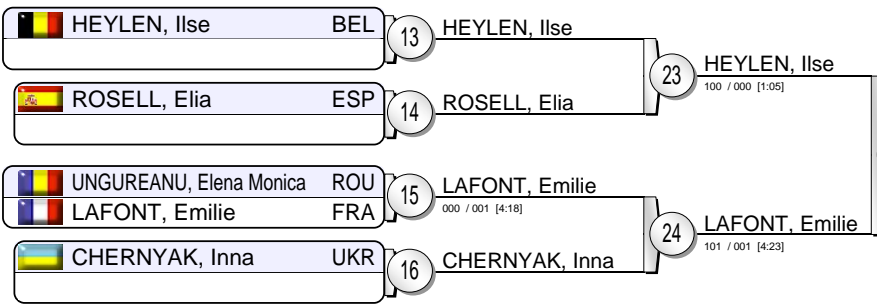 HEYLEN, Ilse BEL
13
HEYLEN, Ilse
ROSELL, Elia ESP
14
ROSELL, Elia
23
HEYLEN, Ilse
100 / 000 [1:05]
UNGUREANU, Elena Monica ROU
LAFONT, Emilie FRA
15
LAFONT, Emilie
000 / 001 [4:18]
CHERNYAK, Inna UKR
16
CHERNYAK, Inna
24
LAFONT, Emilie
101 / 001 [4:23]